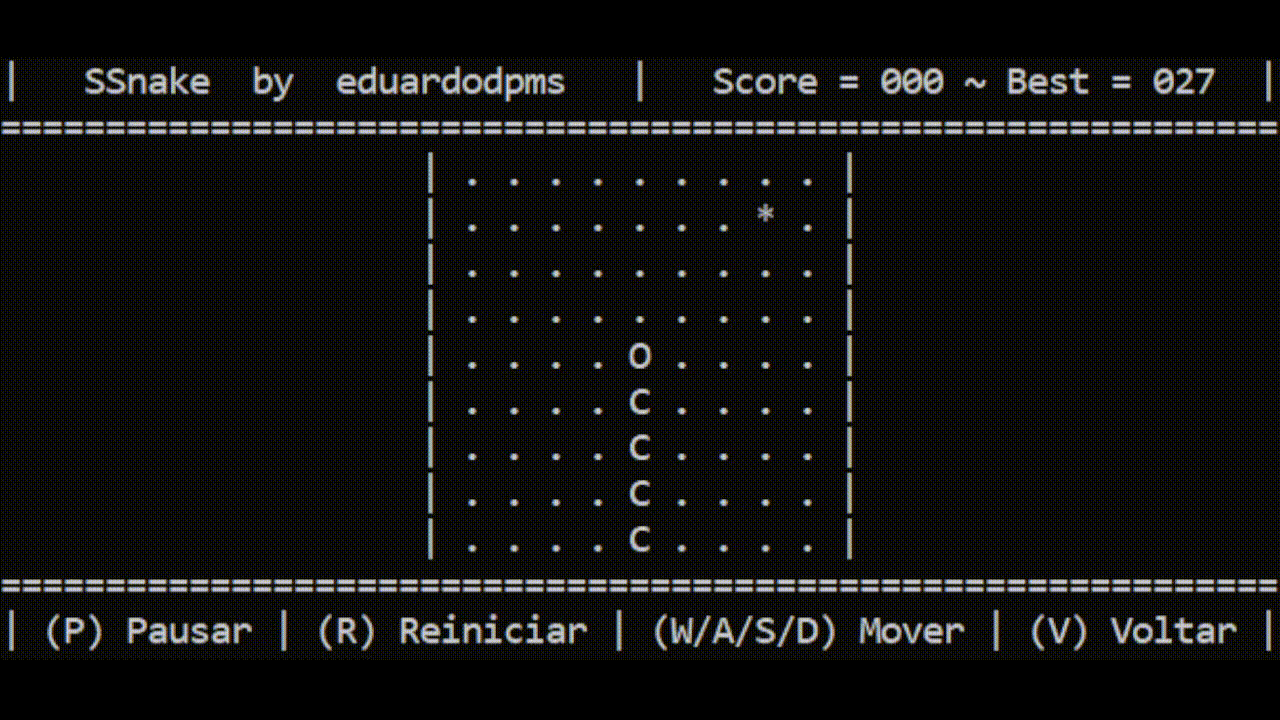 | SSnake by eduardodpms | Score = 000 ~ Best = 027 |
=============================================================
| . . . . . . . . . |
| . . . . . . . * . |
| . . . . . . . . . |
| . . . . . . . . . |
| . . . . o . . . . |
| . . . . c . . . . |
| . . . . c . . . . |
| . . . . c . . . . |
| . . . . c . . . . |
=============================================================
| (P) Pausar | (R) Reiniciar | (W/A/S/D) Mover | (V) Voltar |